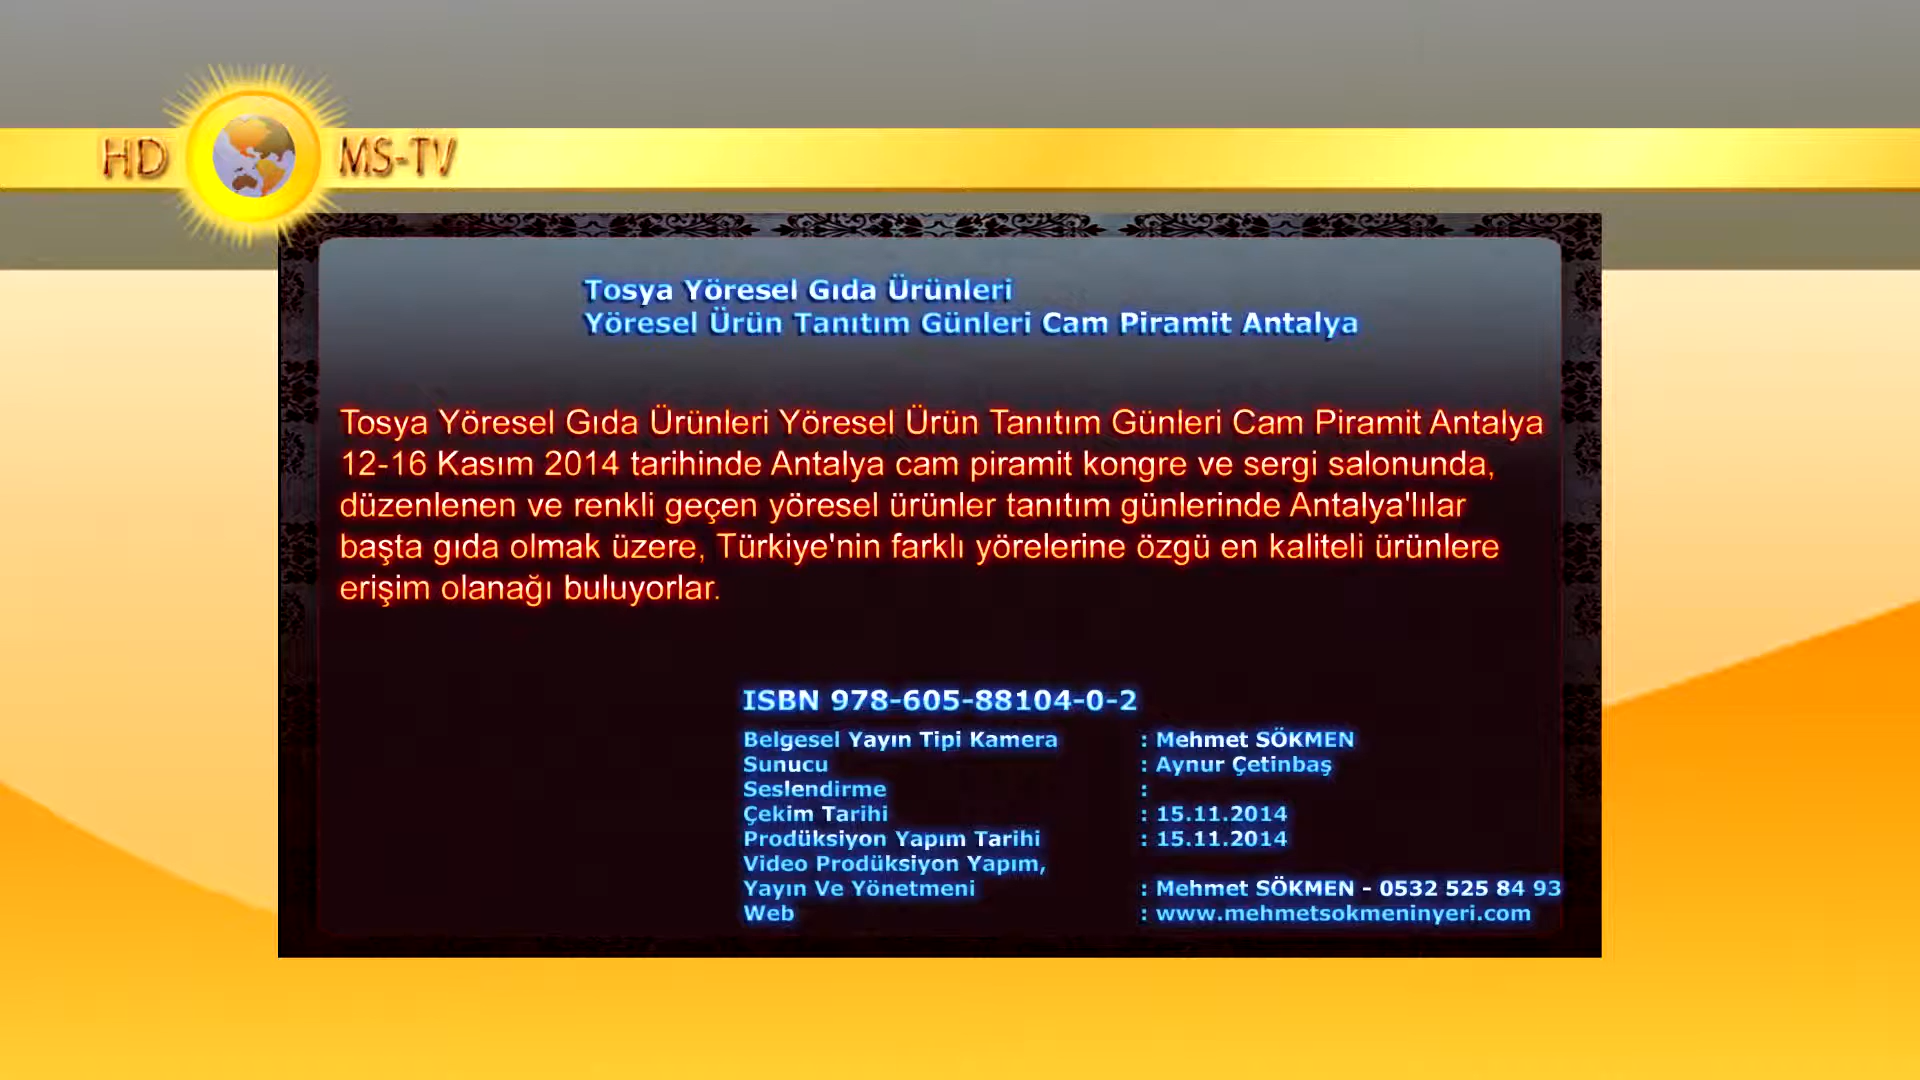 HD MS-TV
Tosya Yöresel Gıda Ürünleri
Yöresel Ürün Tanıtım Günleri Cam Piramit Antalya
Tosya Yöresel Gıda Ürünleri Yöresel Ürün Tanıtım Günleri Cam Piramit Antalya
12-16 Kasım 2014 tarihinde Antalya cam piramit kongre ve sergi salonunda,
düzenlenen ve renkli geçen yöresel ürünler tanıtım günlerinde Antalya'lılar
başta gıda olmak üzere, Türkiye'nin farklı yörelerine özgü en kaliteli ürünlere
erişim olanağı buluyorlar.
ISBN 978-605-88104-0-2
Belgesel Yayın Tipi Kamera : Mehmet SÖKMEN
Sunucu : Aynur Çetinbaş
Seslendirme :
Çekim Tarihi : 15.11.2014
Prodüksiyon Yapım Tarihi : 15.11.2014
Video Prodüksiyon Yapım,
Yayın Ve Yönetmeni : Mehmet SÖKMEN - 0532 525 84 93
Web : www.mehmetsokmeninyeri.com